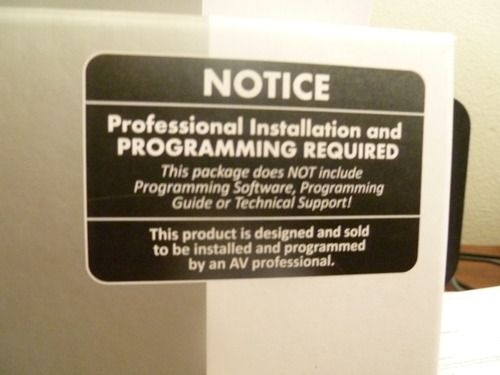 NOTICE
Professional Installation and
PROGRAMMING REQUIRED
This package does NOT include
Programming Software, Programming
Guide or Technical Support!
This product is designed and sold
to be installed and programmed
by an AV professional.